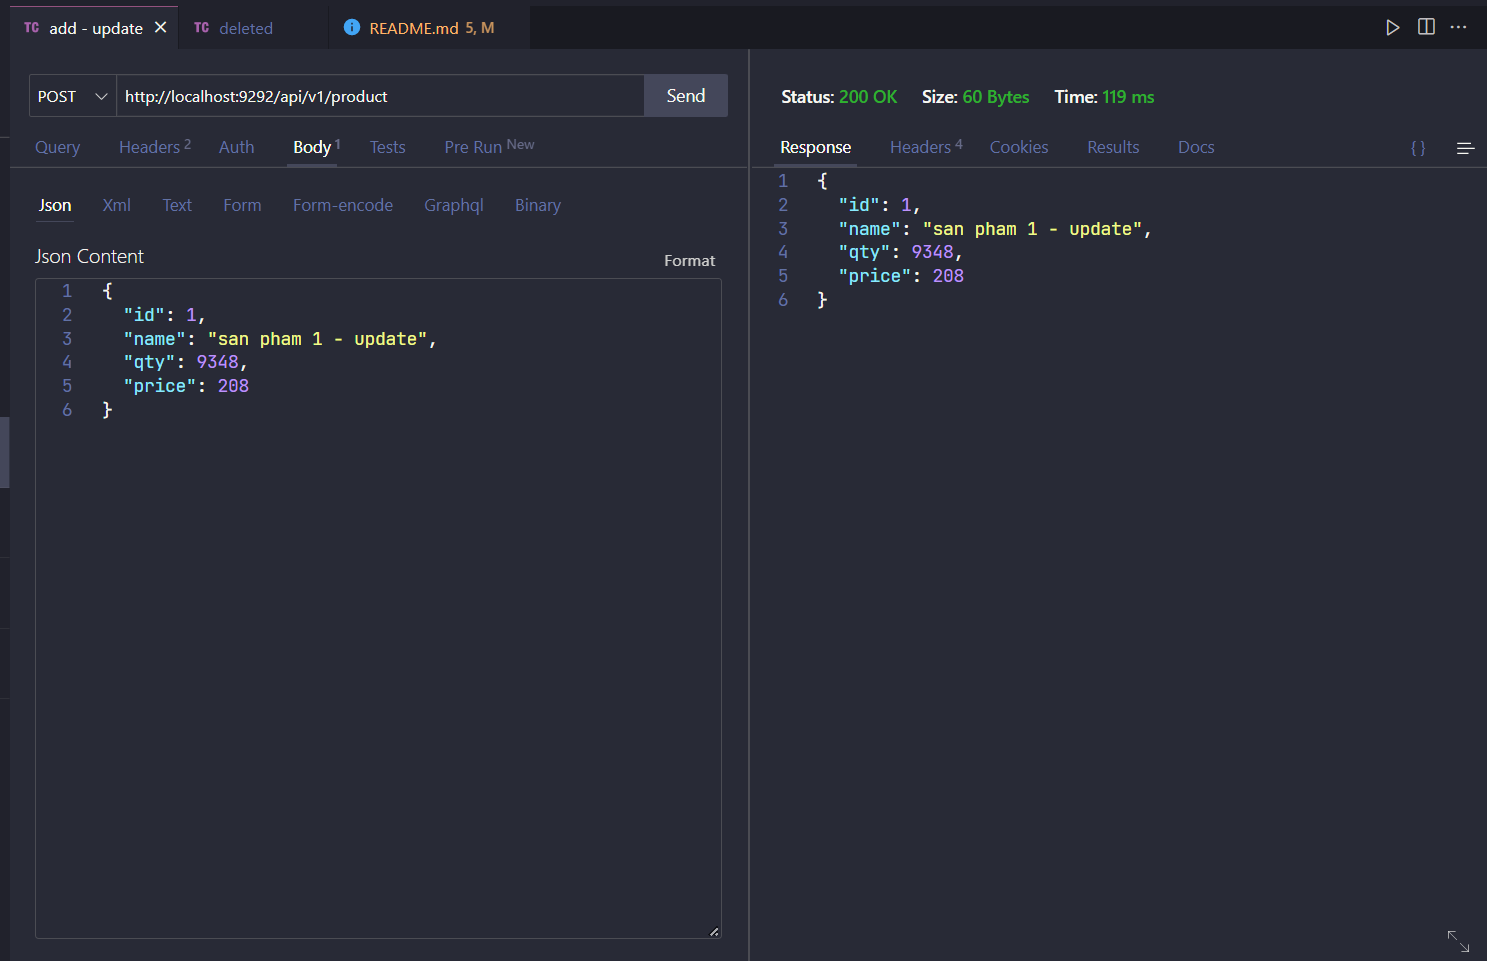 TC add - update TC deleted README.md 5, M
POST http://localhost:9292/api/v1/product Send
Query Headers 2 Auth Body 1 Tests Pre Run New
Json Xml Text Form Form-encode Graphql Binary
Json Content Format
1 {
2 "id": 1,
3 "name": "san pham 1 - update",
4 "qty": 9348,
5 "price": 208
6 }
Status: 200 OK Size: 60 Bytes Time: 119 ms
Response Headers 4 Cookies Results Docs { }
1 {
2 "id": 1,
3 "name": "san pham 1 - update",
4 "qty": 9348,
5 "price": 208
6 }